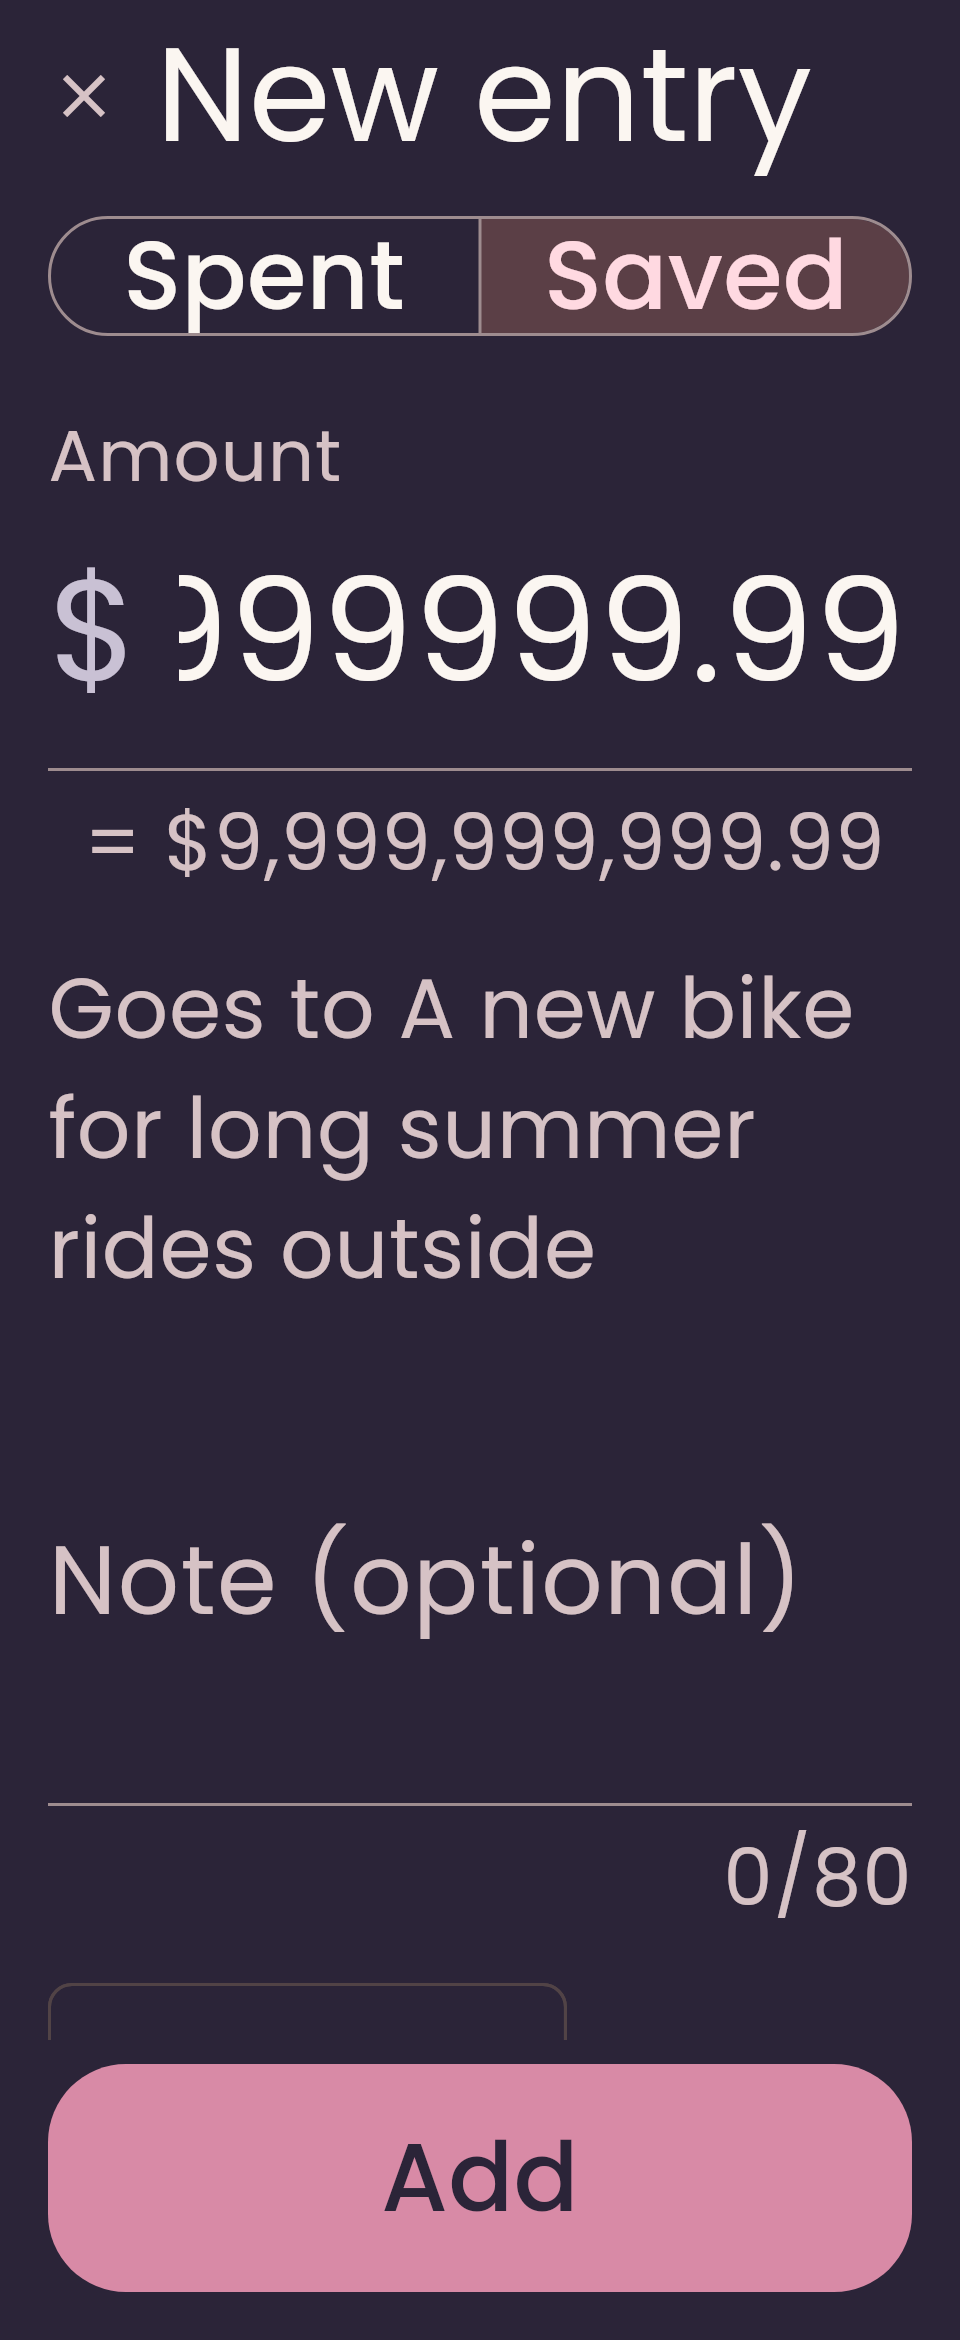 × New entry
Spent Saved
Amount
$ 999999.99
= $9,999,999,999.99
Goes to A new bike
for long summer
rides outside
Note (optional)
0/80
Add